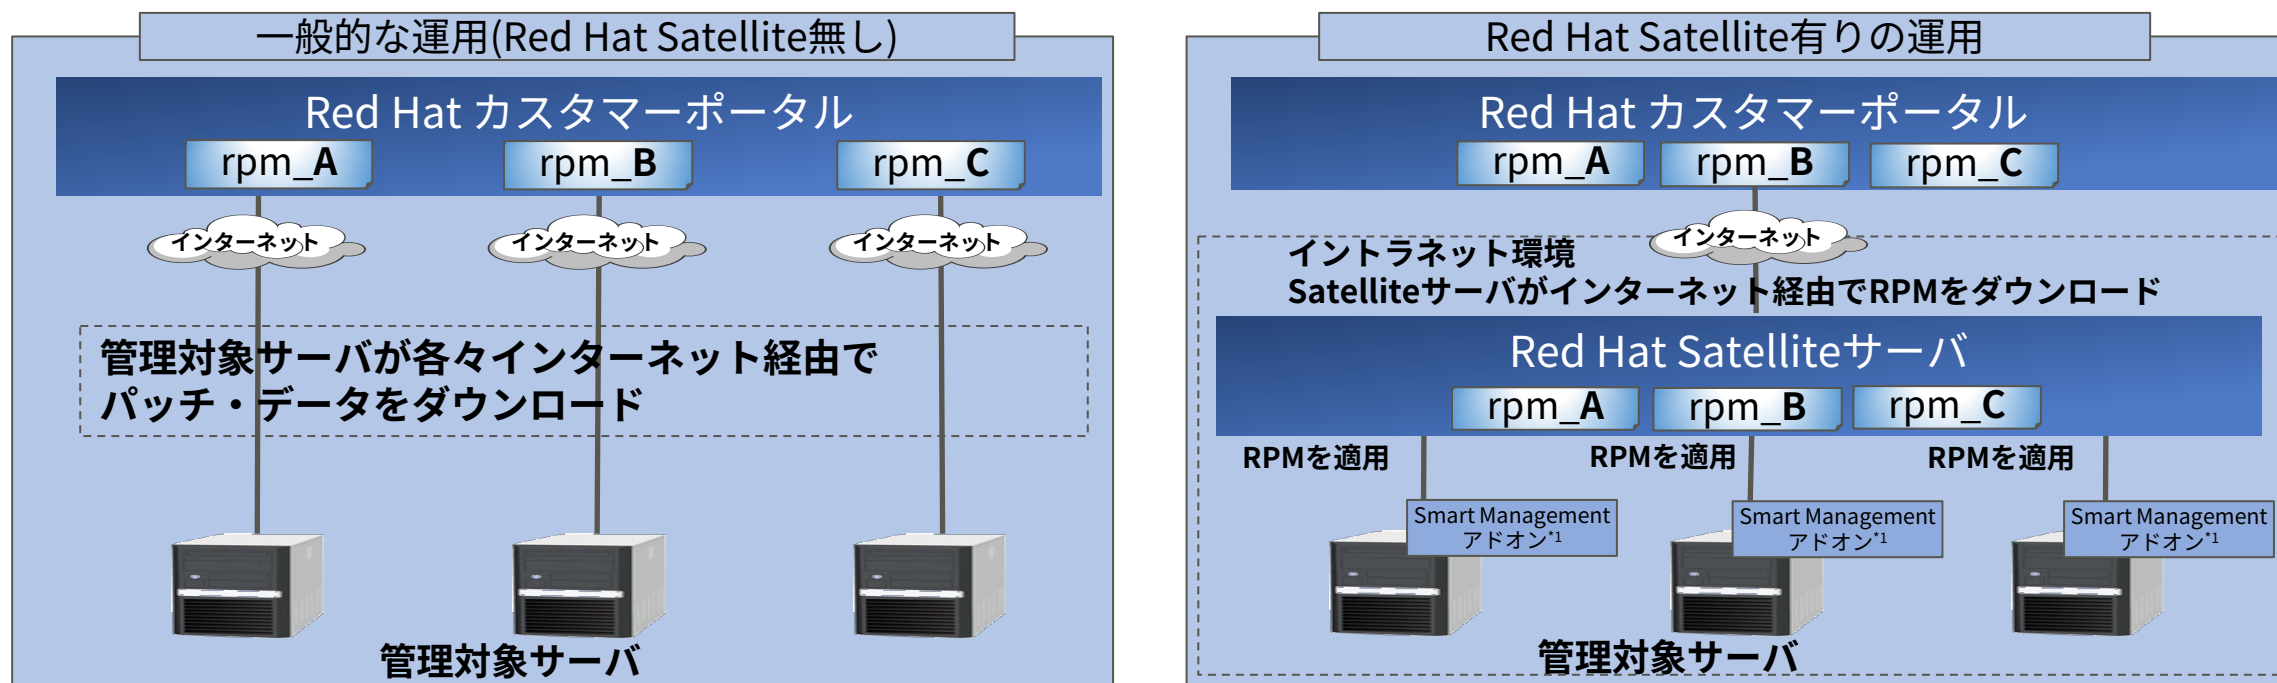 一般的な運用(Red Hat Satellite無し)
Red Hat カスタマーポータル
rpm_A
rpm_B
rpm_C
インターネット
インターネット
インターネット
管理対象サーバが各々インターネット経由で
パッチ・データをダウンロード
管理対象サーバ
Red Hat Satellite有りの運用
Red Hat カスタマーポータル
rpm_A
rpm_B
rpm_C
インターネット
イントラネット環境
Satelliteサーバがインターネット経由でRPMをダウンロード
Red Hat Satelliteサーバ
rpm_A
rpm_B
rpm_C
RPMを適用
RPMを適用
RPMを適用
Smart Management
アドオン*1
Smart Management
アドオン*1
Smart Management
アドオン*1
管理対象サーバ